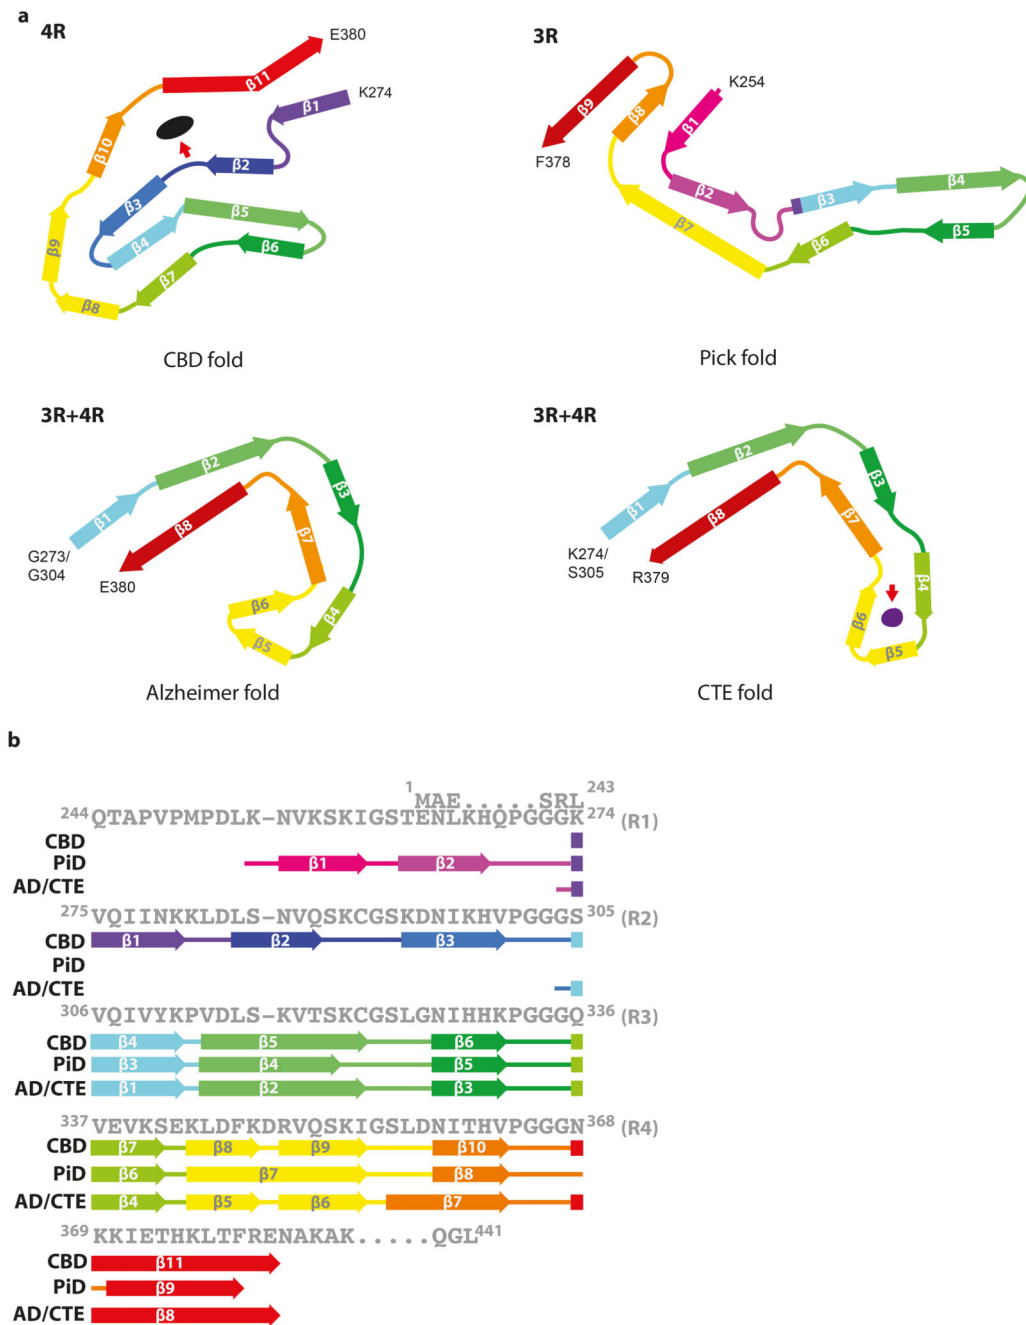 a
4R
E380
β11
K274
β1
β10
β2
β3
β5
β4
β6
β9
β7
β8
CBD fold
3R
K254
β9
β8
β1
F378
β2
β3
β4
β7
β6
β5
Pick fold
3R+4R
β2
β3
β1
β8
β7
G273/
G304
E380
β6
β4
β5
Alzheimer fold
3R+4R
β2
β3
β1
β8
β7
K274/
S305
R379
β4
β6
β5
CTE fold
b
1 MAE.....SRL 243
244 QTAPVPMPDLK-NVKSKIGSTENLKHQPGGGK 274 (R1)
CBD
PiD β1 β2
AD/CTE
275 VQIINKKLDLS-NVQSKCGSKDNIKHVPGGGS 305 (R2)
CBD β1 β2 β3
PiD
AD/CTE
306 VQIVYKPVDLS-KVTSKCGSLGNIHHKPGGGQ 336 (R3)
CBD β4 β5 β6
PiD β3 β4 β5
AD/CTE β1 β2 β3
337 VEVKSEKLDFKDRVQSKIGSLDNITHVPGGGN 368 (R4)
CBD β7 β8 β9 β10
PiD β6 β7 β8
AD/CTE β4 β5 β6 β7
369 KKIETHKLTFRENAKAK.....QGL 441
CBD β11
PiD β9
AD/CTE β8